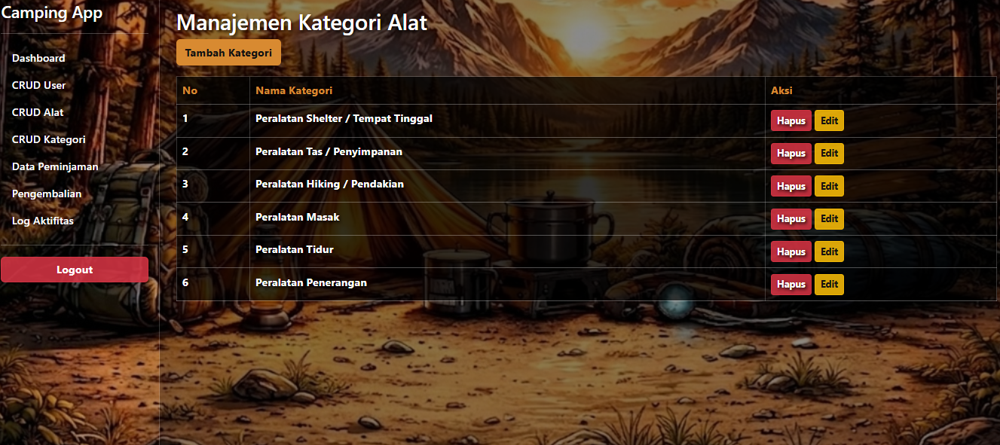 Camping App
Dashboard
CRUD User
CRUD Alat
CRUD Kategori
Data Peminjaman
Pengembalian
Log Aktifitas
Logout
Manajemen Kategori Alat
Tambah Kategori
No Nama Kategori Aksi
1 Peralatan Shelter / Tempat Tinggal Hapus Edit
2 Peralatan Tas / Penyimpanan Hapus Edit
3 Peralatan Hiking / Pendakian Hapus Edit
4 Peralatan Masak Hapus Edit
5 Peralatan Tidur Hapus Edit
6 Peralatan Penerangan Hapus Edit